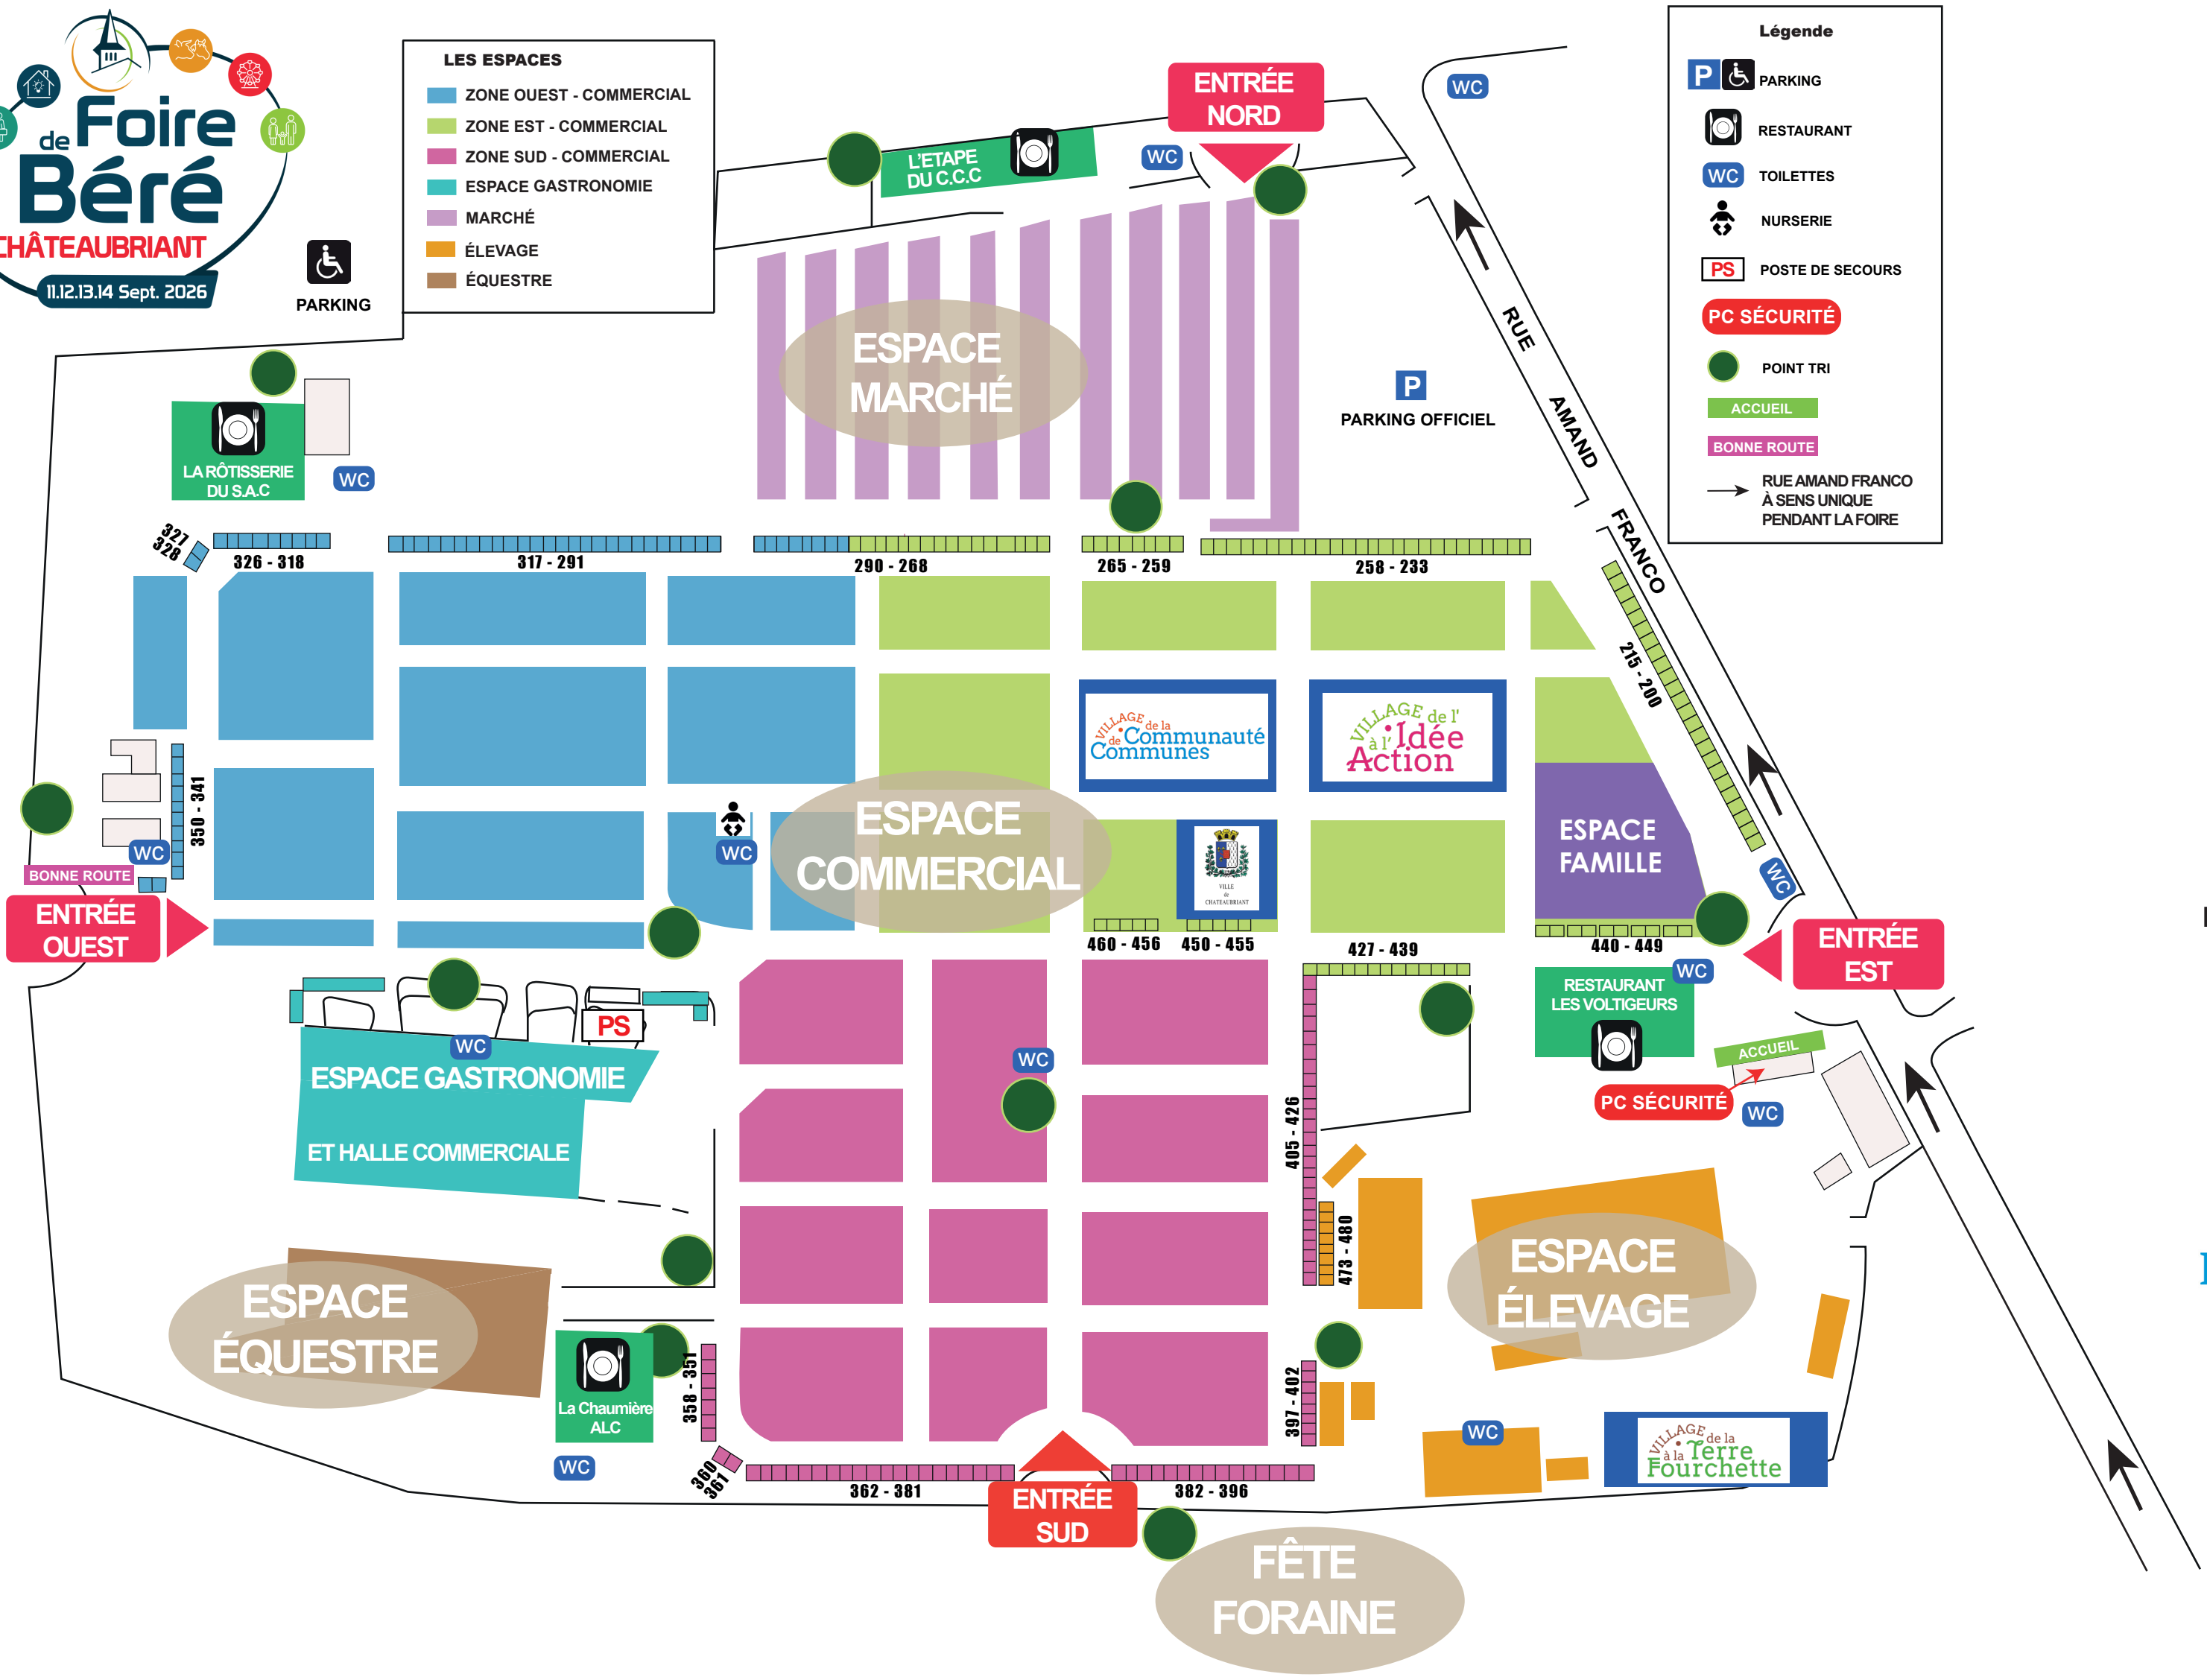 de Foire
Béré
CHÂTEAUBRIANT
11.12.13.14 Sept. 2026
PARKING
LES ESPACES
ZONE OUEST - COMMERCIAL
ZONE EST - COMMERCIAL
ZONE SUD - COMMERCIAL
ESPACE GASTRONOMIE
MARCHÉ
ÉLEVAGE
ÉQUESTRE
L'ETAPE
DU C.C.C
WC
ENTRÉE
NORD
WC
Légende
P PARKING
RESTAURANT
WC TOILETTES
NURSERIE
PS POSTE DE SECOURS
PC SÉCURITÉ
POINT TRI
ACCUEIL
BONNE ROUTE
RUE AMAND FRANCO
À SENS UNIQUE
PENDANT LA FOIRE
ESPACE
MARCHÉ
P
PARKING OFFICIEL
RUE AMAND FRANCO
LA RÔTISSERIE
DU S.A.C
WC
327
328
326 - 318
317 - 291
290 - 268
265 - 259
258 - 233
215 - 200
VILLAGE de la
Communauté
de
Communes
VILLAGE de l'
Idée
à l'
Action
350 - 341
WC
BONNE ROUTE
ENTRÉE
OUEST
WC
ESPACE
COMMERCIAL
VILLE
de
CHATEAUBRIANT
ESPACE
FAMILLE
WC
460 - 456
450 - 455
427 - 439
440 - 449
ENTRÉE
EST
WC
RESTAURANT
LES VOLTIGEURS
ACCUEIL
PC SÉCURITÉ
WC
PS
WC
ESPACE GASTRONOMIE
ET HALLE COMMERCIALE
WC
405 - 426
473 - 480
ESPACE
ÉLEVAGE
ESPACE
ÉQUESTRE
La Chaumière
ALC
WC
358 - 351
360
361
362 - 381
382 - 396
397 - 402
WC
VILLAGE de la
Terre
à la
Fourchette
ENTRÉE
SUD
FÊTE
FORAINE